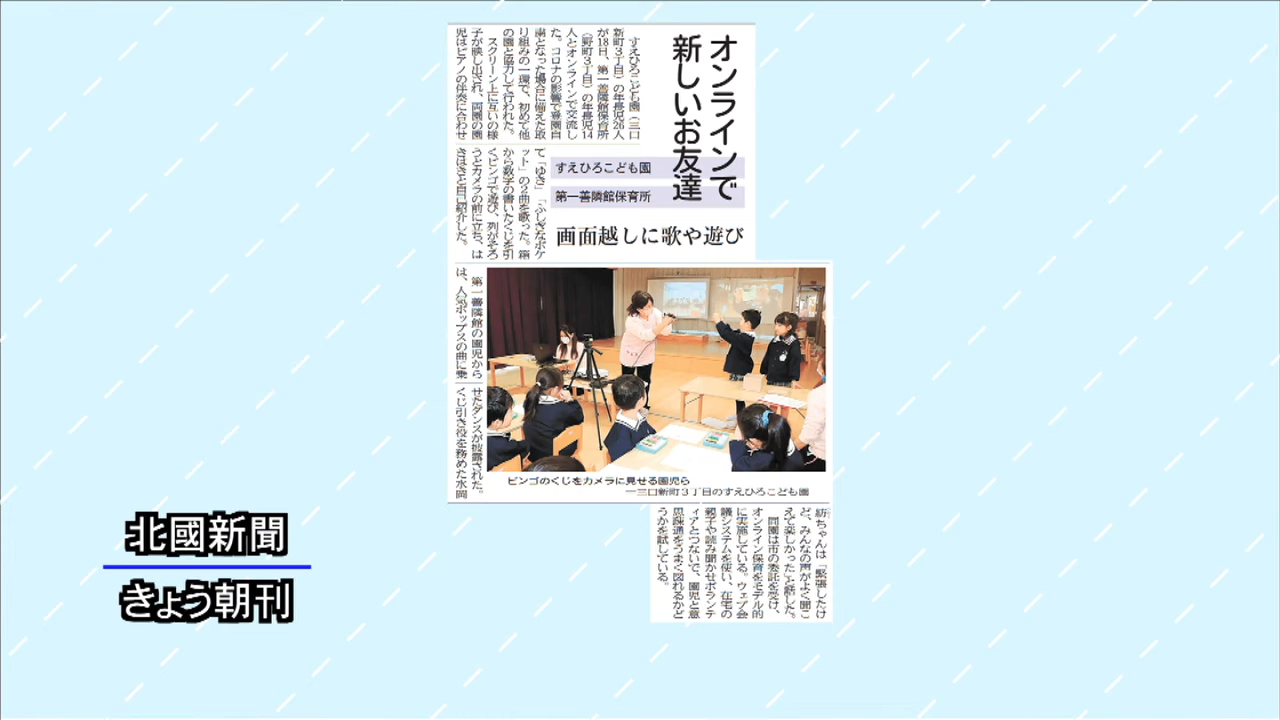 オンラインで
新しいお友達
すえひろこども園
第一善隣館保育所
画面越しに歌や遊び
すえひろこども園（三口
新町３丁目）の年長児26人
が18日、第一善隣館保育所
（野町３丁目）の年長児14
人とオンラインで交流し
た。コロナの影響で登園自
粛となった場合に備えた取
り組みの一環で、初めて他
の園と協力して行われた。
スクリーン上に互いの様
子が映し出され、両園の園
児はピアノの伴奏に合わせ
て「ゆき」「ふしぎなポケ
ット」の２曲を歌った。箱
から数字の書いたくじを引
くビンゴで遊び、列がそろ
うとカメラの前に立ち、は
きはきと自己紹介した。
第一善隣館の園児から
は、人気ポップスの曲に乗
せたダンスが披露された。
くじ引き役を務めた水岡
紡ちゃんは「緊張したけ
ど、みんなの声がよく聞こ
えて楽しかった」と話した。
同園は市の委託を受け、
オンライン保育をモデル的
に実施している。ウェブ会
議システムを使い、在宅の
親子や読み聞かせボランテ
ィアとつないで、園児と意
思疎通をうまく図れるかど
うかを試している。
ビンゴのくじをカメラに見せる園児ら
―三口新町３丁目のすえひろこども園
北國新聞
きょう朝刊